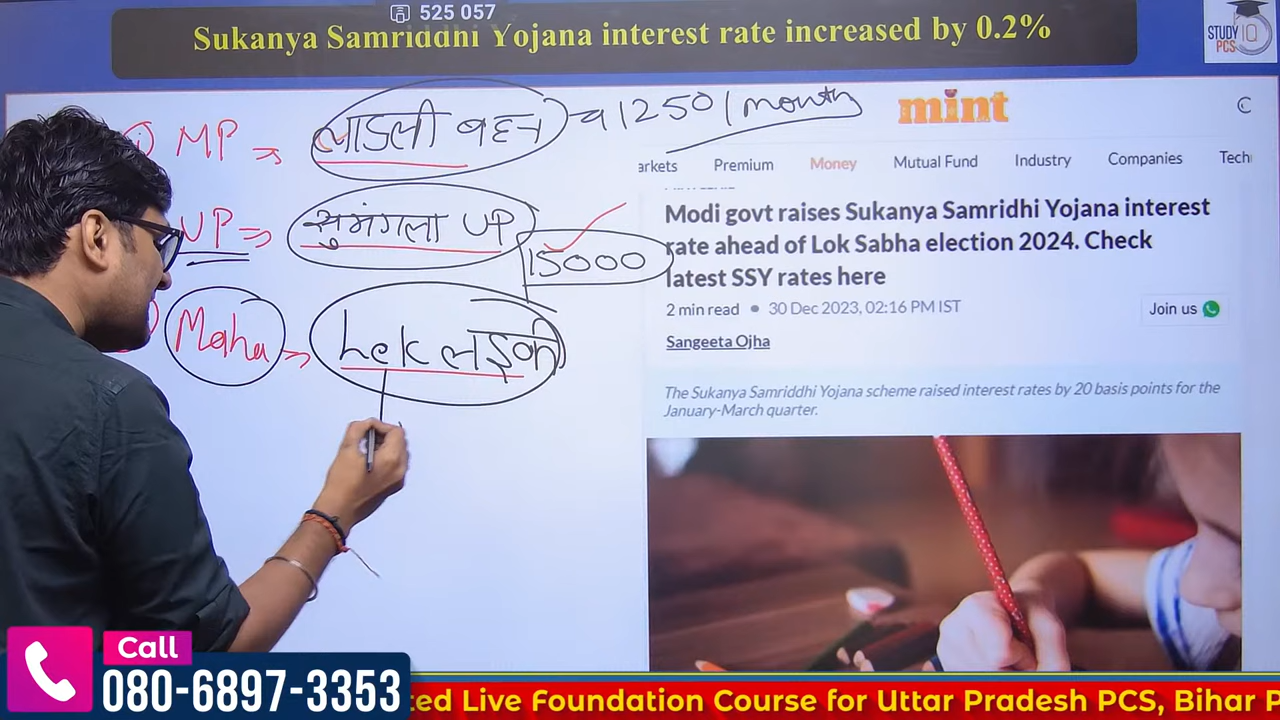 525 057
Sukanya Samriddhi Yojana interest rate increased by 0.2%
STUDY IQ
PCS
MP → लाडली बहन → 1250/month
UP ⇒ सुमंगला UP 15000
Maha → Lek लड़की
mint
arkets Premium Money Mutual Fund Industry Companies Tech
Modi govt raises Sukanya Samridhi Yojana interest
rate ahead of Lok Sabha election 2024. Check
latest SSY rates here
2 min read • 30 Dec 2023, 02:16 PM IST
Join us
Sangeeta Ojha
The Sukanya Samriddhi Yojana scheme raised interest rates by 20 basis points for the
January-March quarter.
Call
080-6897-3353
ted Live Foundation Course for Uttar Pradesh PCS, Bihar P